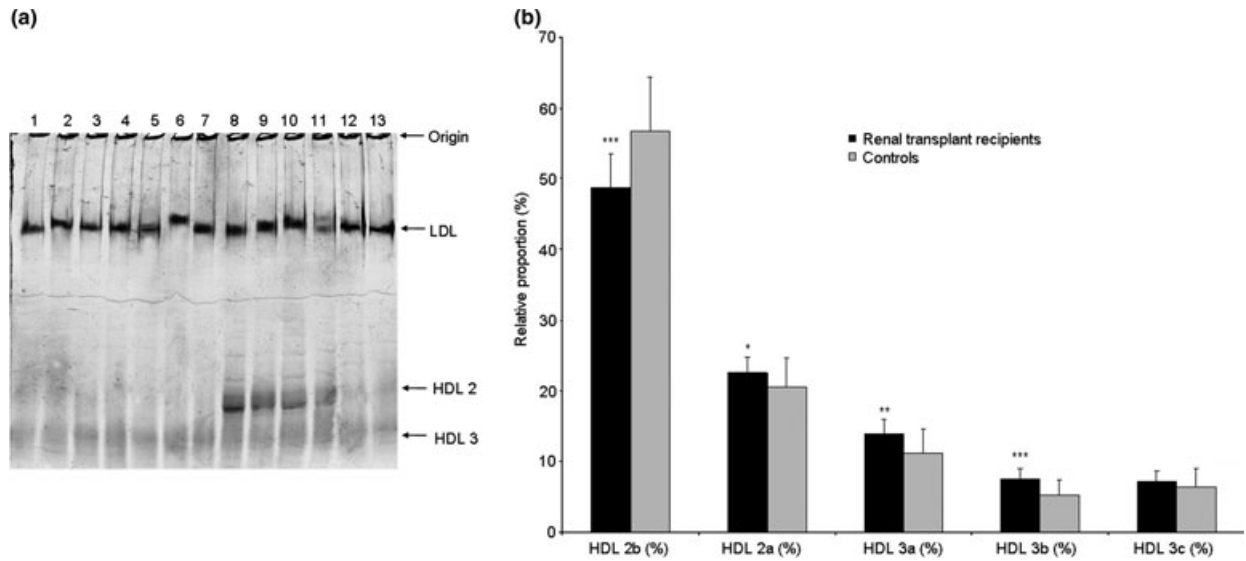 (a)
1 2 3 4 5 6 7 8 9 10 11 12 13
Origin
LDL
HDL 2
HDL 3
(b)
Relative proportion (%)
70
60
50
40
30
20
10
0
Renal transplant recipients
Controls
***
*
**
***
HDL 2b (%) HDL 2a (%) HDL 3a (%) HDL 3b (%) HDL 3c (%)